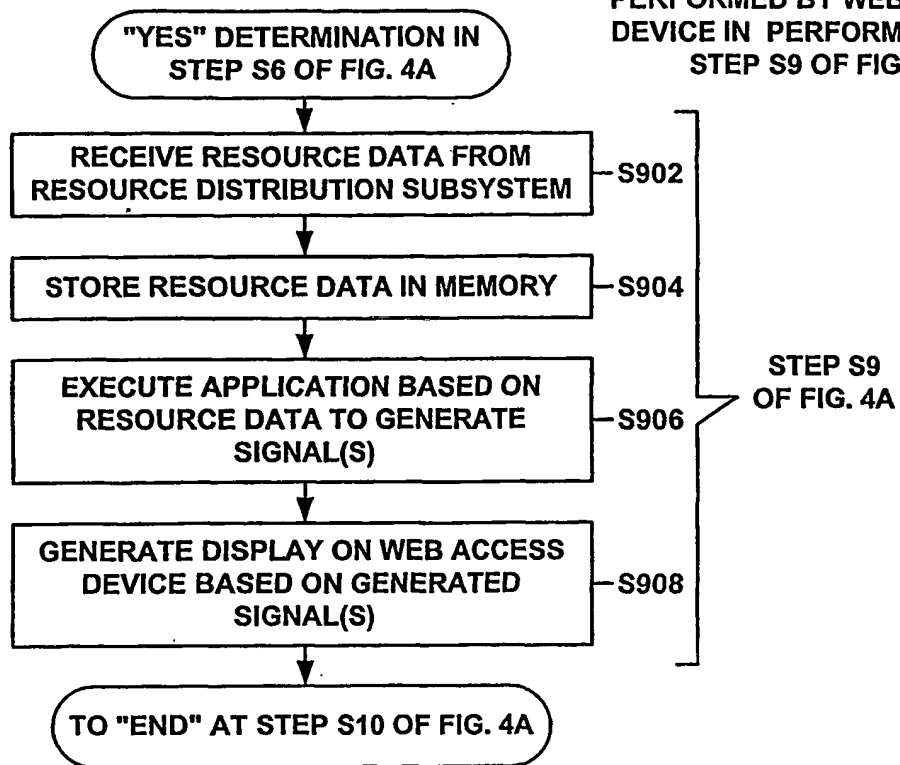 PERFORMED BY WEB
DEVICE IN PERFORM
STEP S9 OF FIG
"YES" DETERMINATION IN
STEP S6 OF FIG. 4A
RECEIVE RESOURCE DATA FROM
RESOURCE DISTRIBUTION SUBSYSTEM
S902
STORE RESOURCE DATA IN MEMORY
S904
EXECUTE APPLICATION BASED ON
RESOURCE DATA TO GENERATE
SIGNAL(S)
S906
GENERATE DISPLAY ON WEB ACCESS
DEVICE BASED ON GENERATED
SIGNAL(S)
S908
STEP S9
OF FIG. 4A
TO "END" AT STEP S10 OF FIG. 4A